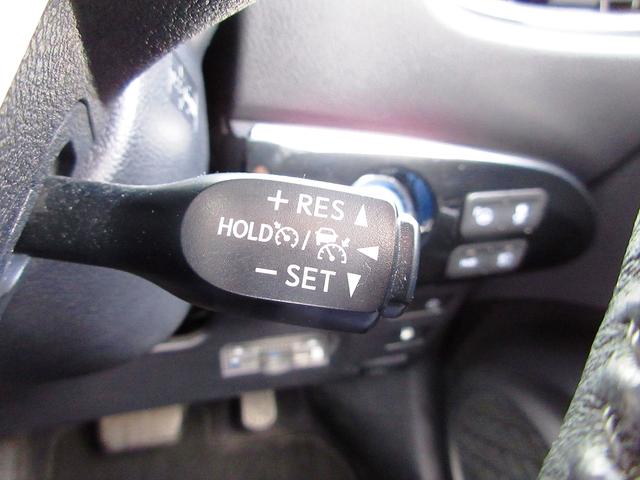 + RES
HOLD /
− SET